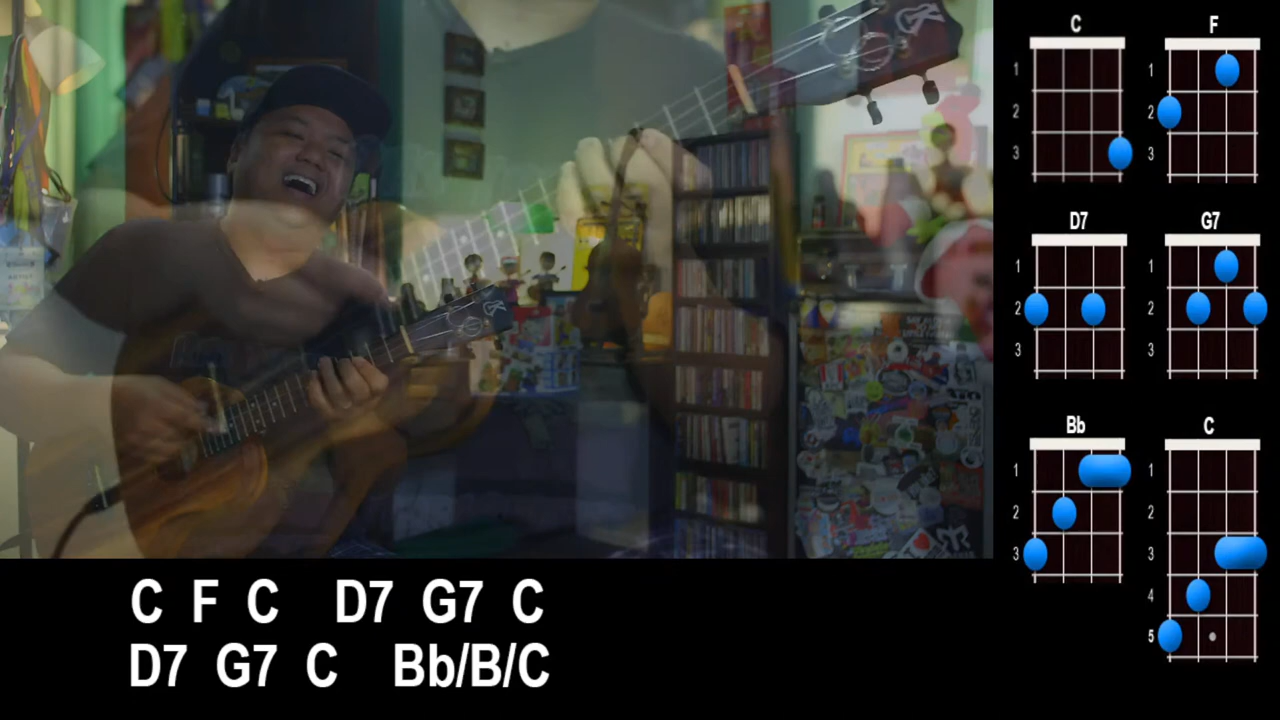 C F
1 1
2 2
3 3
D7 G7
1 1
2 2
3 3
Bb C
1 1
2 2
3 3
4
5
C F C D7 G7 C
D7 G7 C Bb/B/C